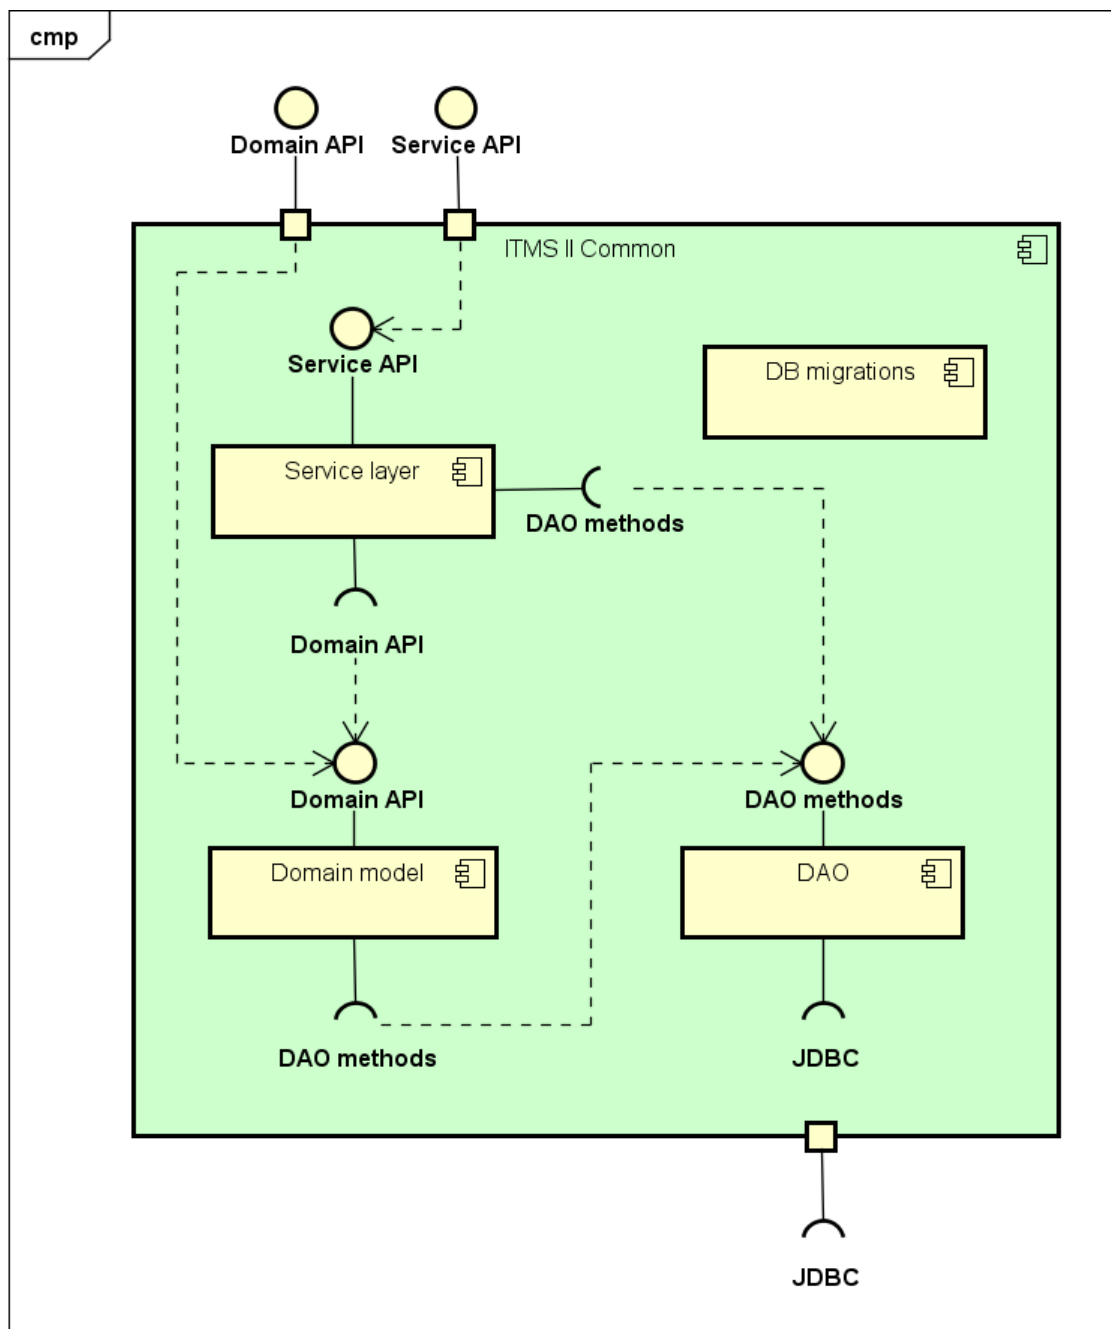 cmp
Domain API
Service API
ITMS II Common
Service API
DB migrations
Service layer
DAO methods
Domain API
Domain API
DAO methods
Domain model
DAO
DAO methods
JDBC
JDBC